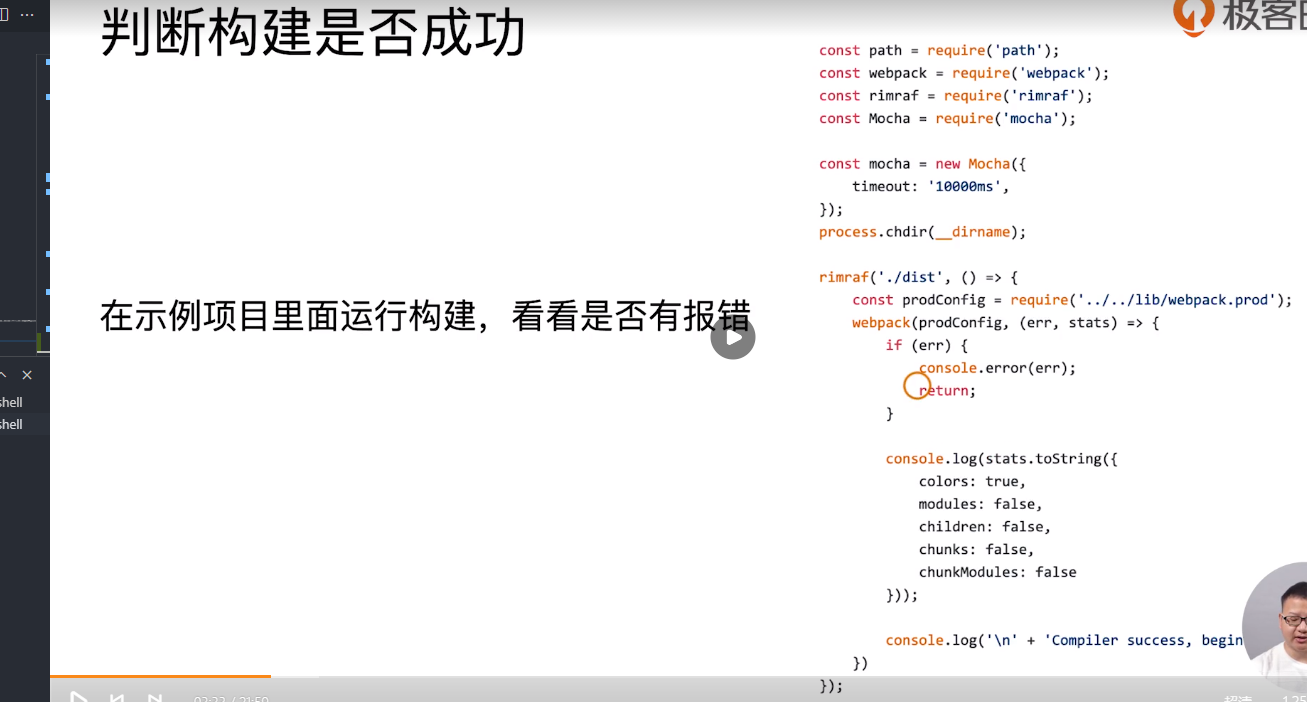 判断构建是否成功
极客
shell
shell
在示例项目里面运行构建，看看是否有报错
const path = require('path');
const webpack = require('webpack');
const rimraf = require('rimraf');
const Mocha = require('mocha');
const mocha = new Mocha({
    timeout: '10000ms',
});
process.chdir(__dirname);
rimraf('./dist', () => {
    const prodConfig = require('../../lib/webpack.prod');
    webpack(prodConfig, (err, stats) => {
        if (err) {
            console.error(err);
            return;
        }
        console.log(stats.toString({
            colors: true,
            modules: false,
            children: false,
            chunks: false,
            chunkModules: false
        }));
        console.log('\n' + 'Compiler success, begin
    })
});